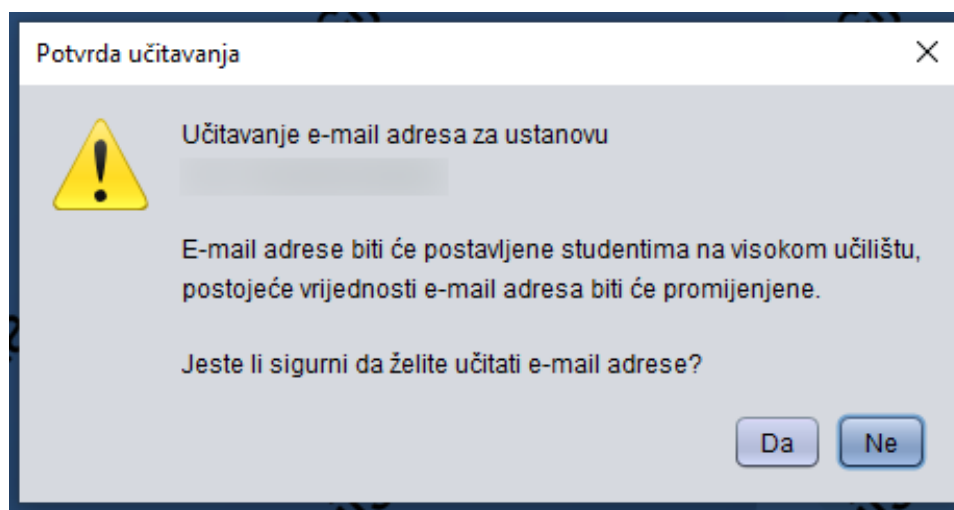 Potvrda učitavanja
Učitavanje e-mail adresa za ustanovu
E-mail adrese biti će postavljene studentima na visokom učilištu,
postojeće vrijednosti e-mail adresa biti će promijenjene.
Jeste li sigurni da želite učitati e-mail adrese?
Da
Ne